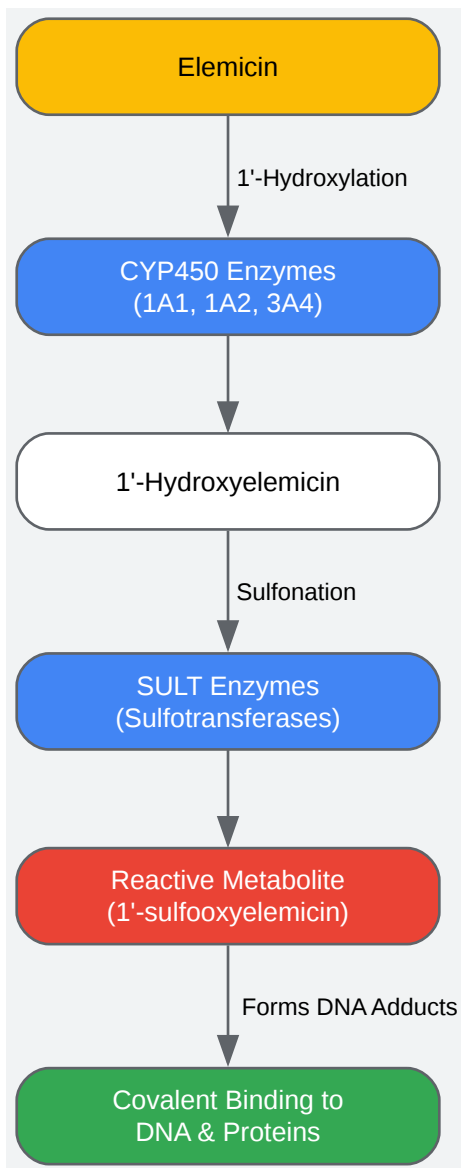 Elemicin
1'-Hydroxylation
CYP450 Enzymes
(1A1, 1A2, 3A4)
1'-Hydroxyelemicin
Sulfonation
SULT Enzymes
(Sulfotransferases)
Reactive Metabolite
(1'-sulfooxyelemicin)
Forms DNA Adducts
Covalent Binding to
DNA & Proteins